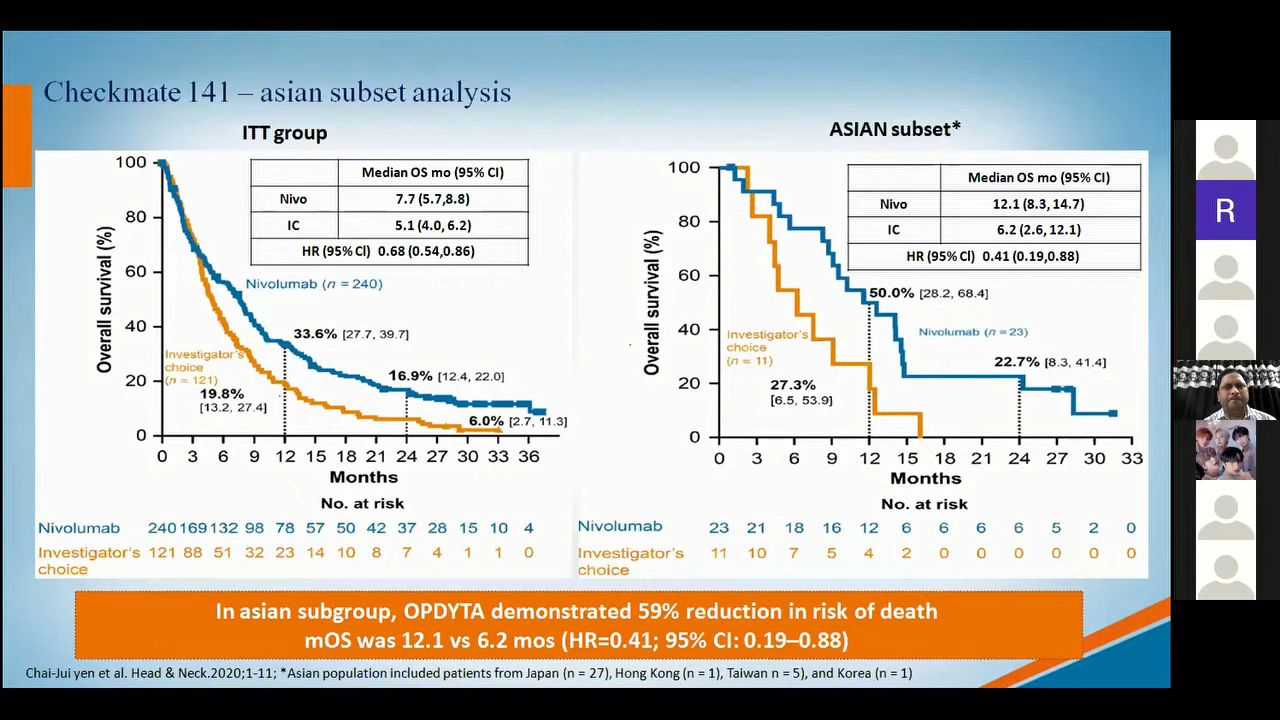 Checkmate 141 – asian subset analysis
ITT group
100
80
60
40
20
0
Overall survival (%)
Median OS mo (95% CI)
Nivo 7.7 (5.7,8.8)
IC 5.1 (4.0, 6.2)
HR (95% CI) 0.68 (0.54,0.86)
Nivolumab (n = 240)
33.6% [27.7, 39.7]
Investigator's
choice
(n = 121)
19.8%
[13.2, 27.4]
16.9% [12.4, 22.0]
6.0% [2.7, 11.3]
0 3 6 9 12 15 18 21 24 27 30 33 36
Months
No. at risk
Nivolumab 240 169 132 98 78 57 50 42 37 28 15 10 4
Investigator's 121 88 51 32 23 14 10 8 7 4 1 1 0
choice
ASIAN subset*
100
80
60
40
20
0
Overall survival (%)
Median OS mo (95% CI)
Nivo 12.1 (8.3, 14.7)
IC 6.2 (2.6, 12.1)
HR (95% CI) 0.41 (0.19,0.88)
50.0% [28.2, 68.4]
Investigator's
choice
(n = 11)
Nivolumab (n = 23)
27.3%
[6.5, 53.9]
22.7% [8.3, 41.4]
0 3 6 9 12 15 18 21 24 27 30 33
Months
No. at risk
Nivolumab 23 21 18 16 12 6 6 6 6 5 2 0
Investigator's 11 10 7 5 4 2 0 0 0 0 0 0
choice
In asian subgroup, OPDYTA demonstrated 59% reduction in risk of death
mOS was 12.1 vs 6.2 mos (HR=0.41; 95% CI: 0.19–0.88)
Chai-Jui yen et al. Head & Neck.2020;1-11; *Asian population included patients from Japan (n = 27), Hong Kong (n = 1), Taiwan n = 5), and Korea (n = 1)
R